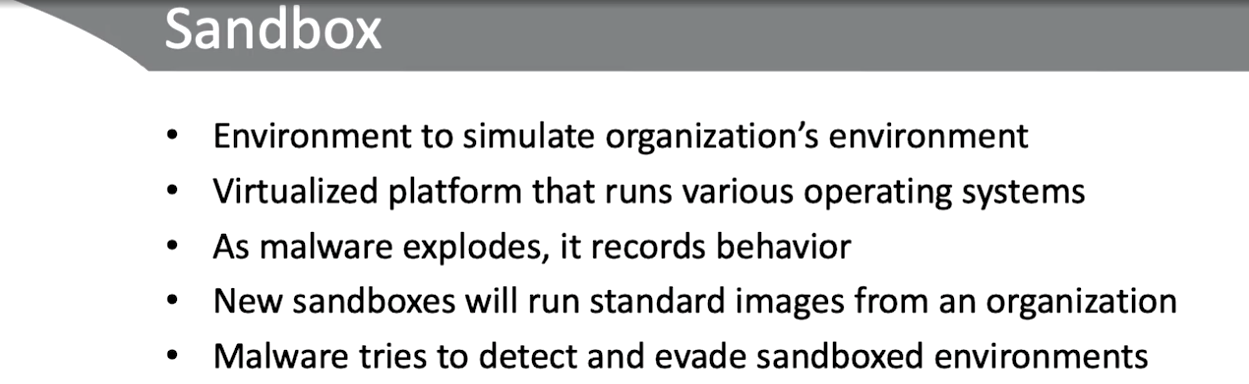 Sandbox
• Environment to simulate organization’s environment
• Virtualized platform that runs various operating systems
• As malware explodes, it records behavior
• New sandboxes will run standard images from an organization
• Malware tries to detect and evade sandboxed environments